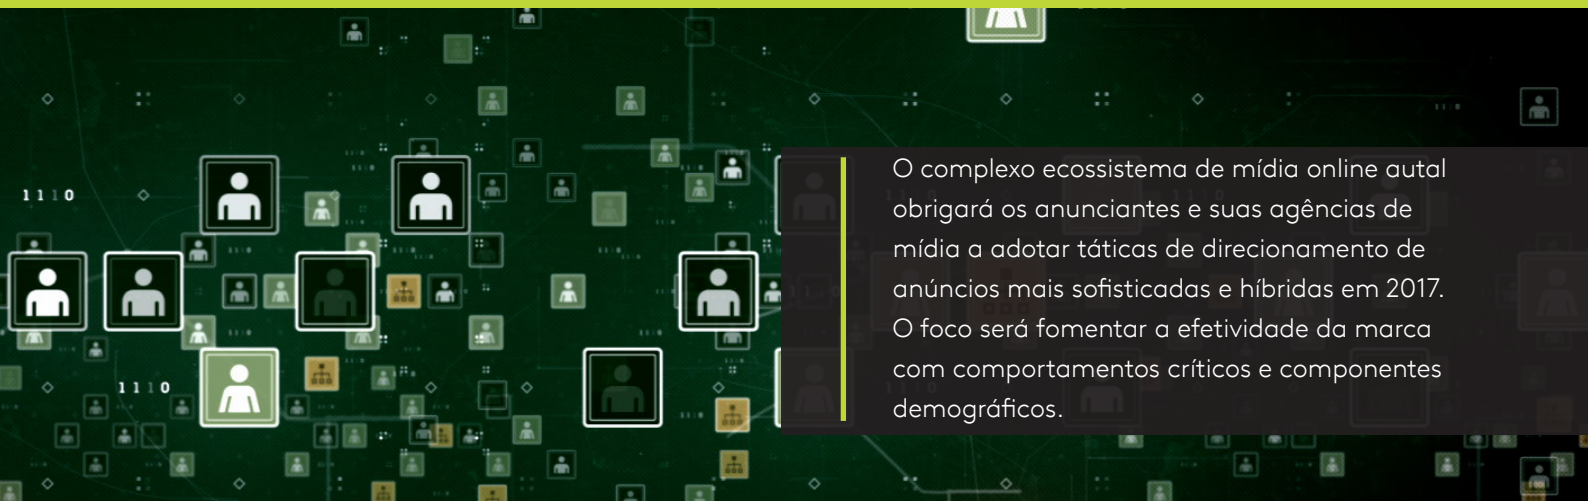 1110
O complexo ecossistema de mídia online autal
obrigará os anunciantes e suas agências de
mídia a adotar táticas de direcionamento de
anúncios mais sofisticadas e híbridas em 2017.
O foco será fomentar a efetividade da marca
com comportamentos críticos e componentes
demográficos.
1110